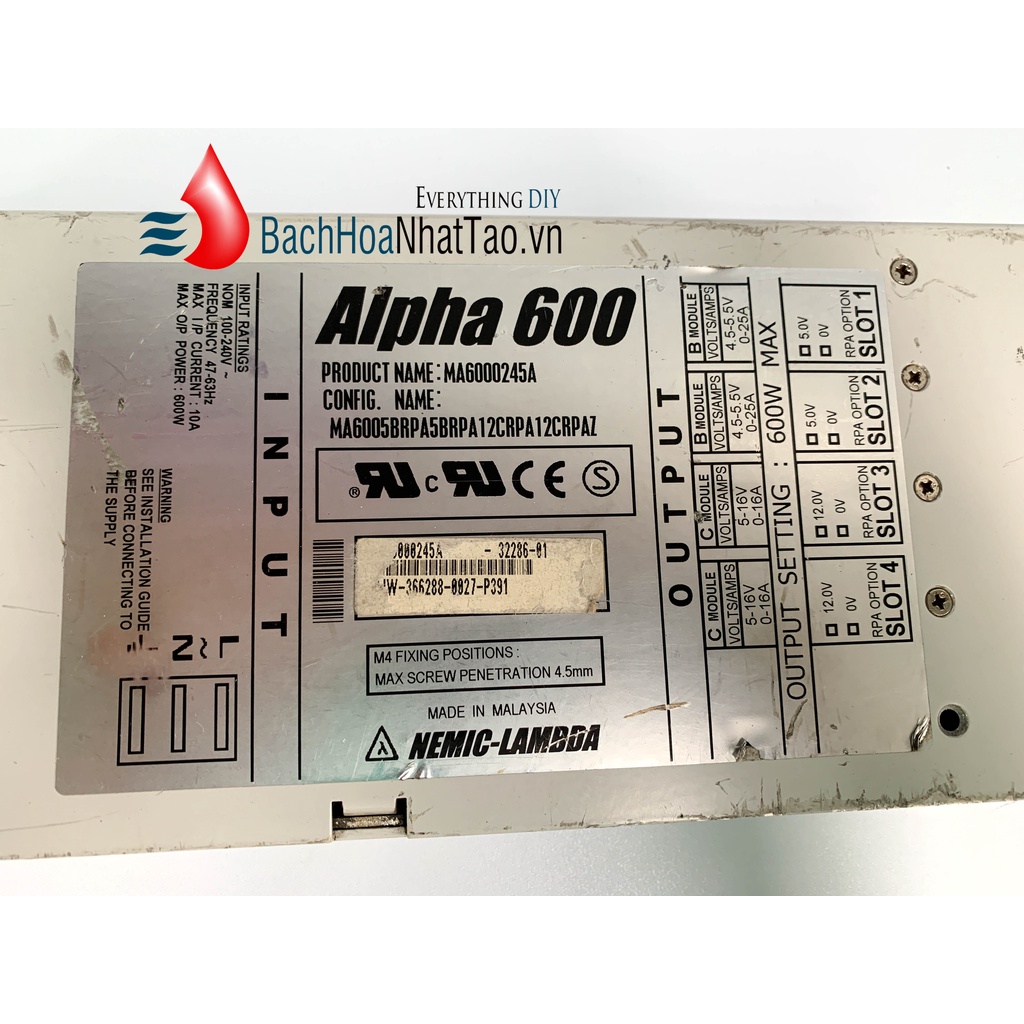 EVERYTHING DIY
BachHoaNhatTao.vn
INPUT RATINGS
NOM 100-240V ~
FREQUENCY 47-63Hz
MAX I/P CURRENT : 10A
MAX O/P POWER : 600W
WARNING
SEE INSTALLATION GUIDE
BEFORE CONNECTING TO
THE SUPPLY
L
~
N
INPUT
Alpha 600
PRODUCT NAME: MA6000245A
CONFIG. NAME:
MA6005BRPA5BRPA12CRPA12CRPAZ
® RU c RU CE S
000245A - 32286-01
W-366288-0027-P391
M4 FIXING POSITIONS :
MAX SCREW PENETRATION 4.5mm
MADE IN MALAYSIA
λ NEMIC-LAMBDA
OUTPUT
B MODULE
VOLTS/AMPS
4.5-5.5V
0-25A
B MODULE
VOLTS/AMPS
4.5-5.5V
0-25A
C MODULE
VOLTS/AMPS
5-16V
0-16A
C MODULE
VOLTS/AMPS
5-16V
0-16A
OUTPUT SETTING : 600W MAX
5.0V
0V
RPA OPTION
SLOT 1
5.0V
0V
RPA OPTION
SLOT 2
12.0V
0V
RPA OPTION
SLOT 3
12.0V
0V
RPA OPTION
SLOT 4